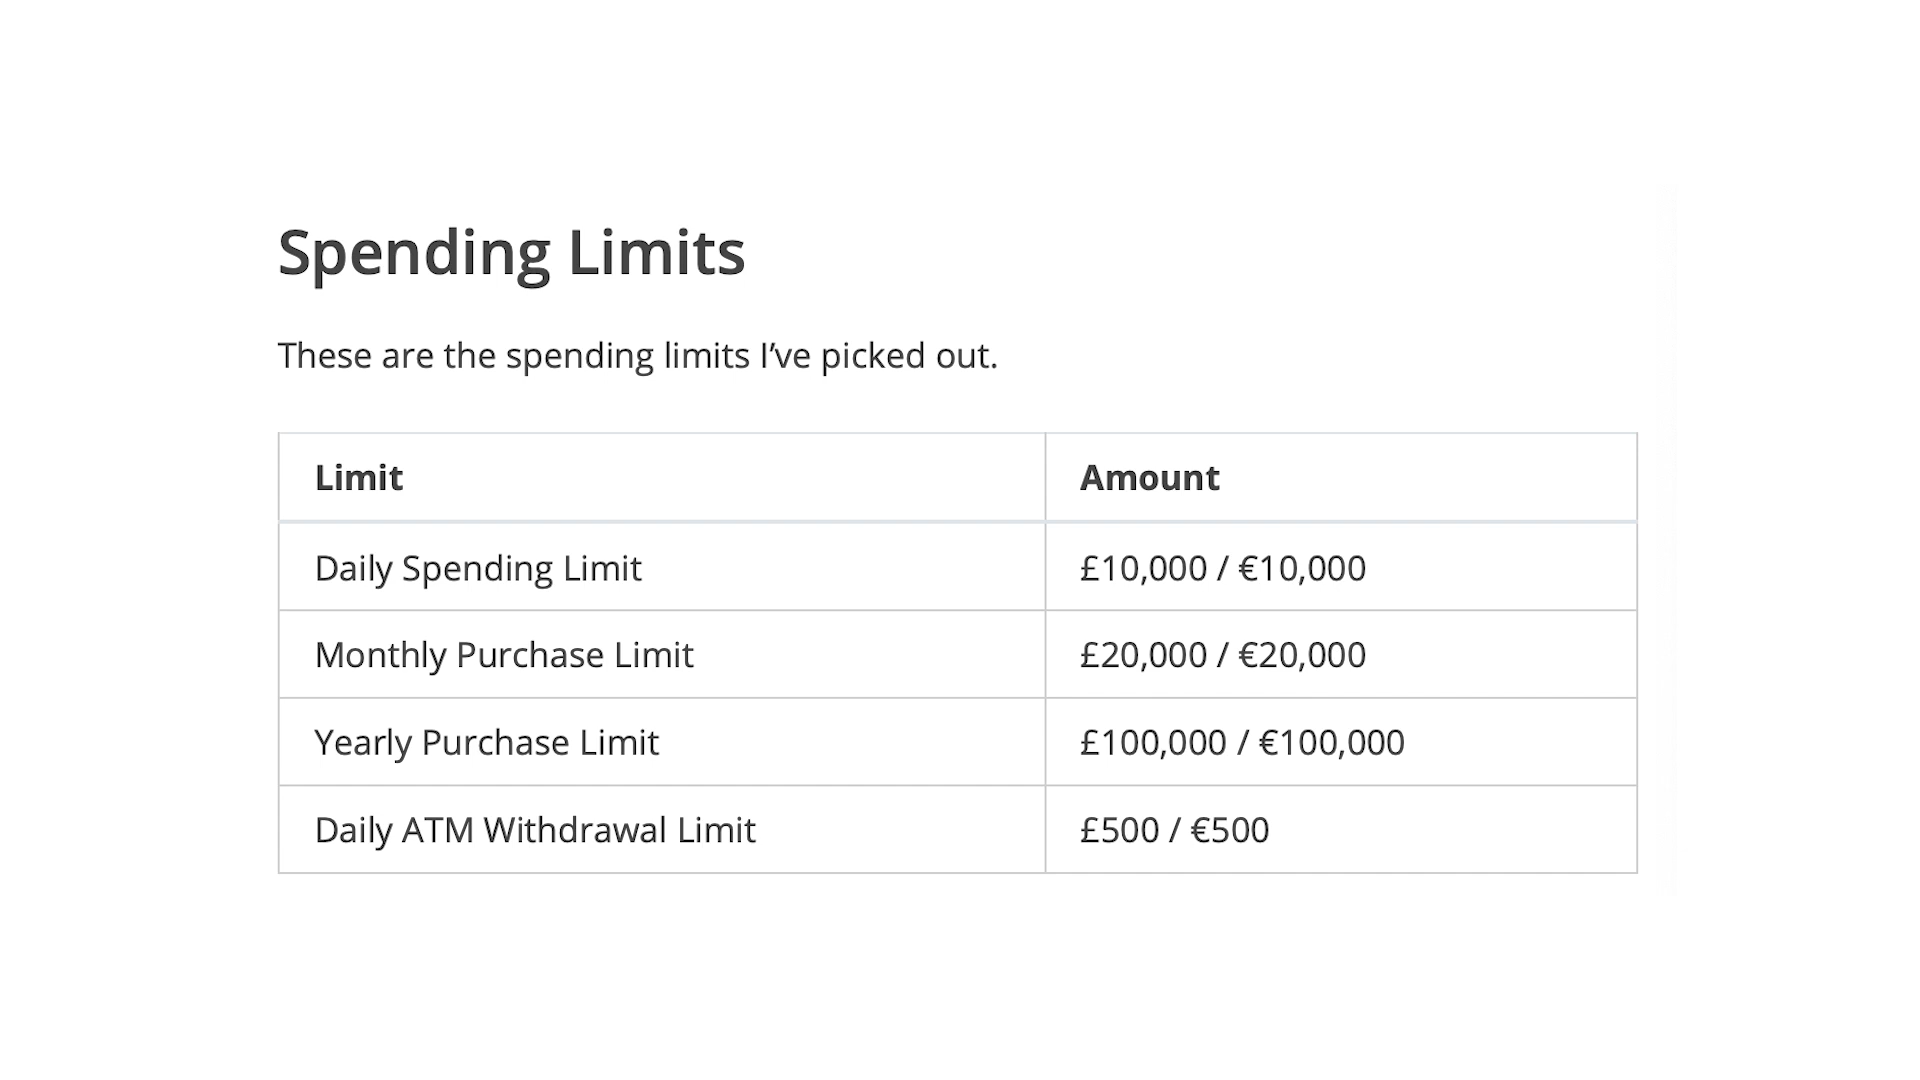 Spending Limits
These are the spending limits I’ve picked out.
Limit Amount
Daily Spending Limit £10,000 / €10,000
Monthly Purchase Limit £20,000 / €20,000
Yearly Purchase Limit £100,000 / €100,000
Daily ATM Withdrawal Limit £500 / €500